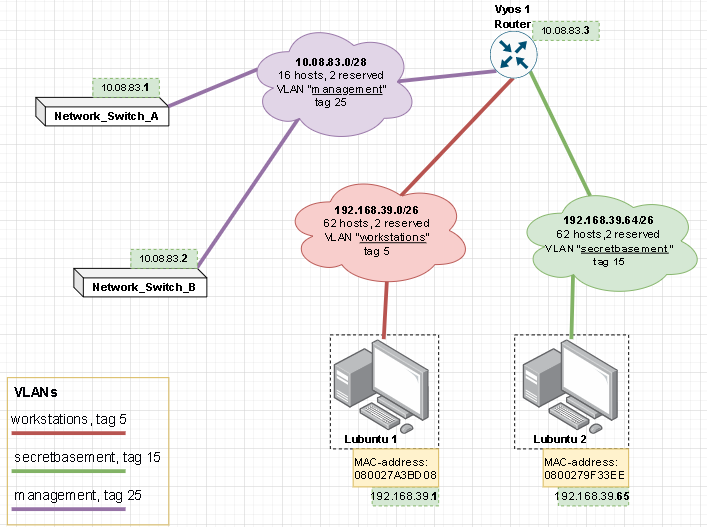 Vyos 1
Router
10.08.83.3
10.08.83.0/28
16 hosts, 2 reserved
VLAN "management"
tag 25
10.08.83.1
Network_Switch_A
192.168.39.0/26
62 hosts, 2 reserved
VLAN "workstations"
tag 5
192.168.39.64/26
62 hosts, 2 reserved
VLAN "secretbasement"
tag 15
10.08.83.2
Network_Switch_B
VLANs
workstations, tag 5
secretbasement, tag 15
management, tag 25
Lubuntu 1
MAC-address:
080027A3BD08
192.168.39.1
Lubuntu 2
MAC-address:
0800279F33EE
192.168.39.65